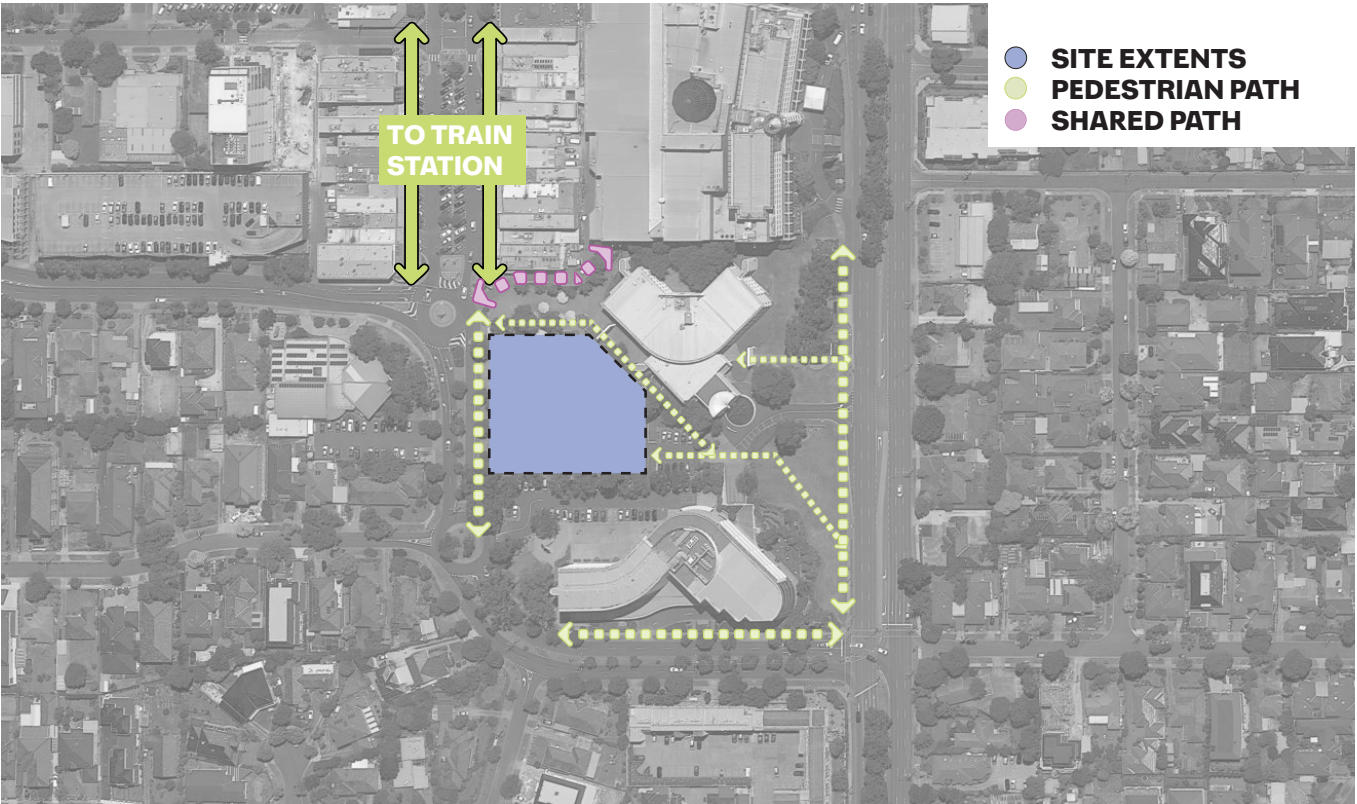 SITE EXTENTS
PEDESTRIAN PATH
SHARED PATH
TO TRAIN
STATION